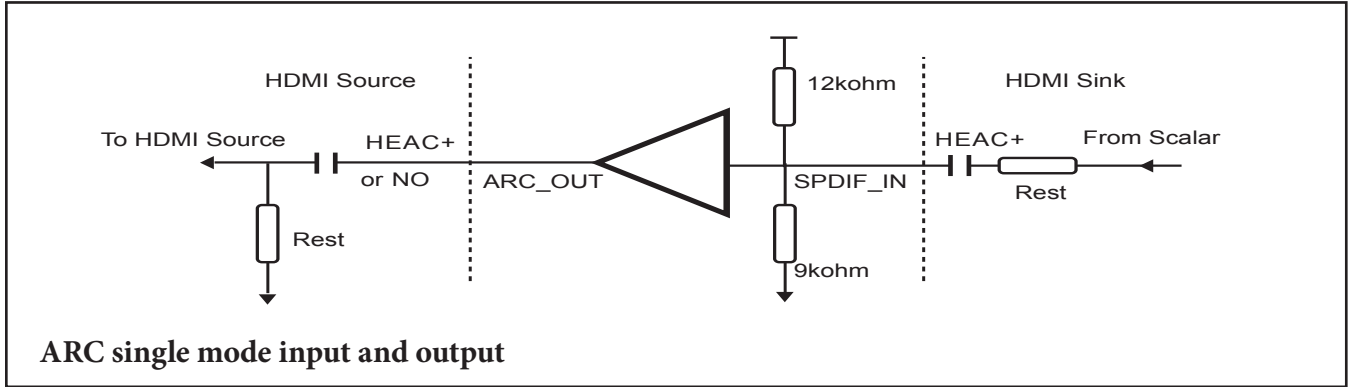 HDMI Source
12kohm
HDMI Sink
To HDMI Source
HEAC+
or NO
ARC_OUT
SPDIF_IN
HEAC+
From Scalar
Rest
Rest
9kohm
ARC single mode input and output